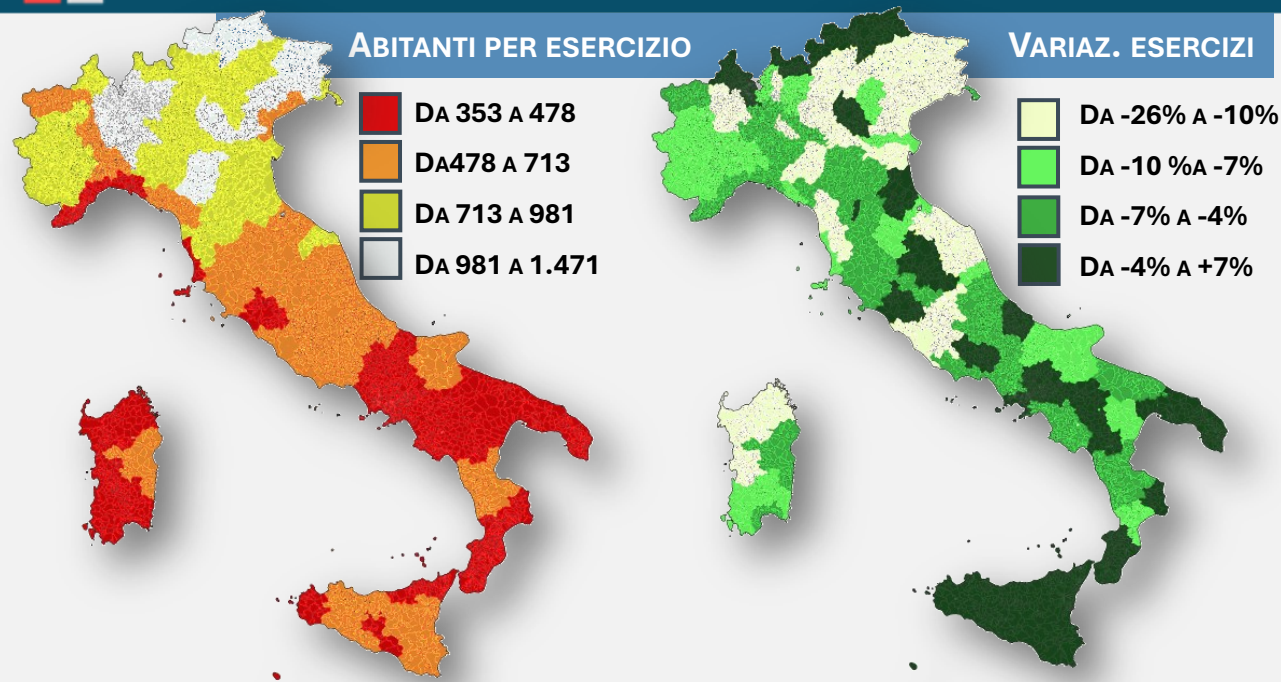 ABITANTI PER ESERCIZIO
DA 353 A 478
DA478 A 713
DA 713 A 981
DA 981 A 1.471
VARIAZ. ESERCIZI
DA -26% A -10%
DA -10 %A -7%
DA -7% A -4%
DA -4% A +7%